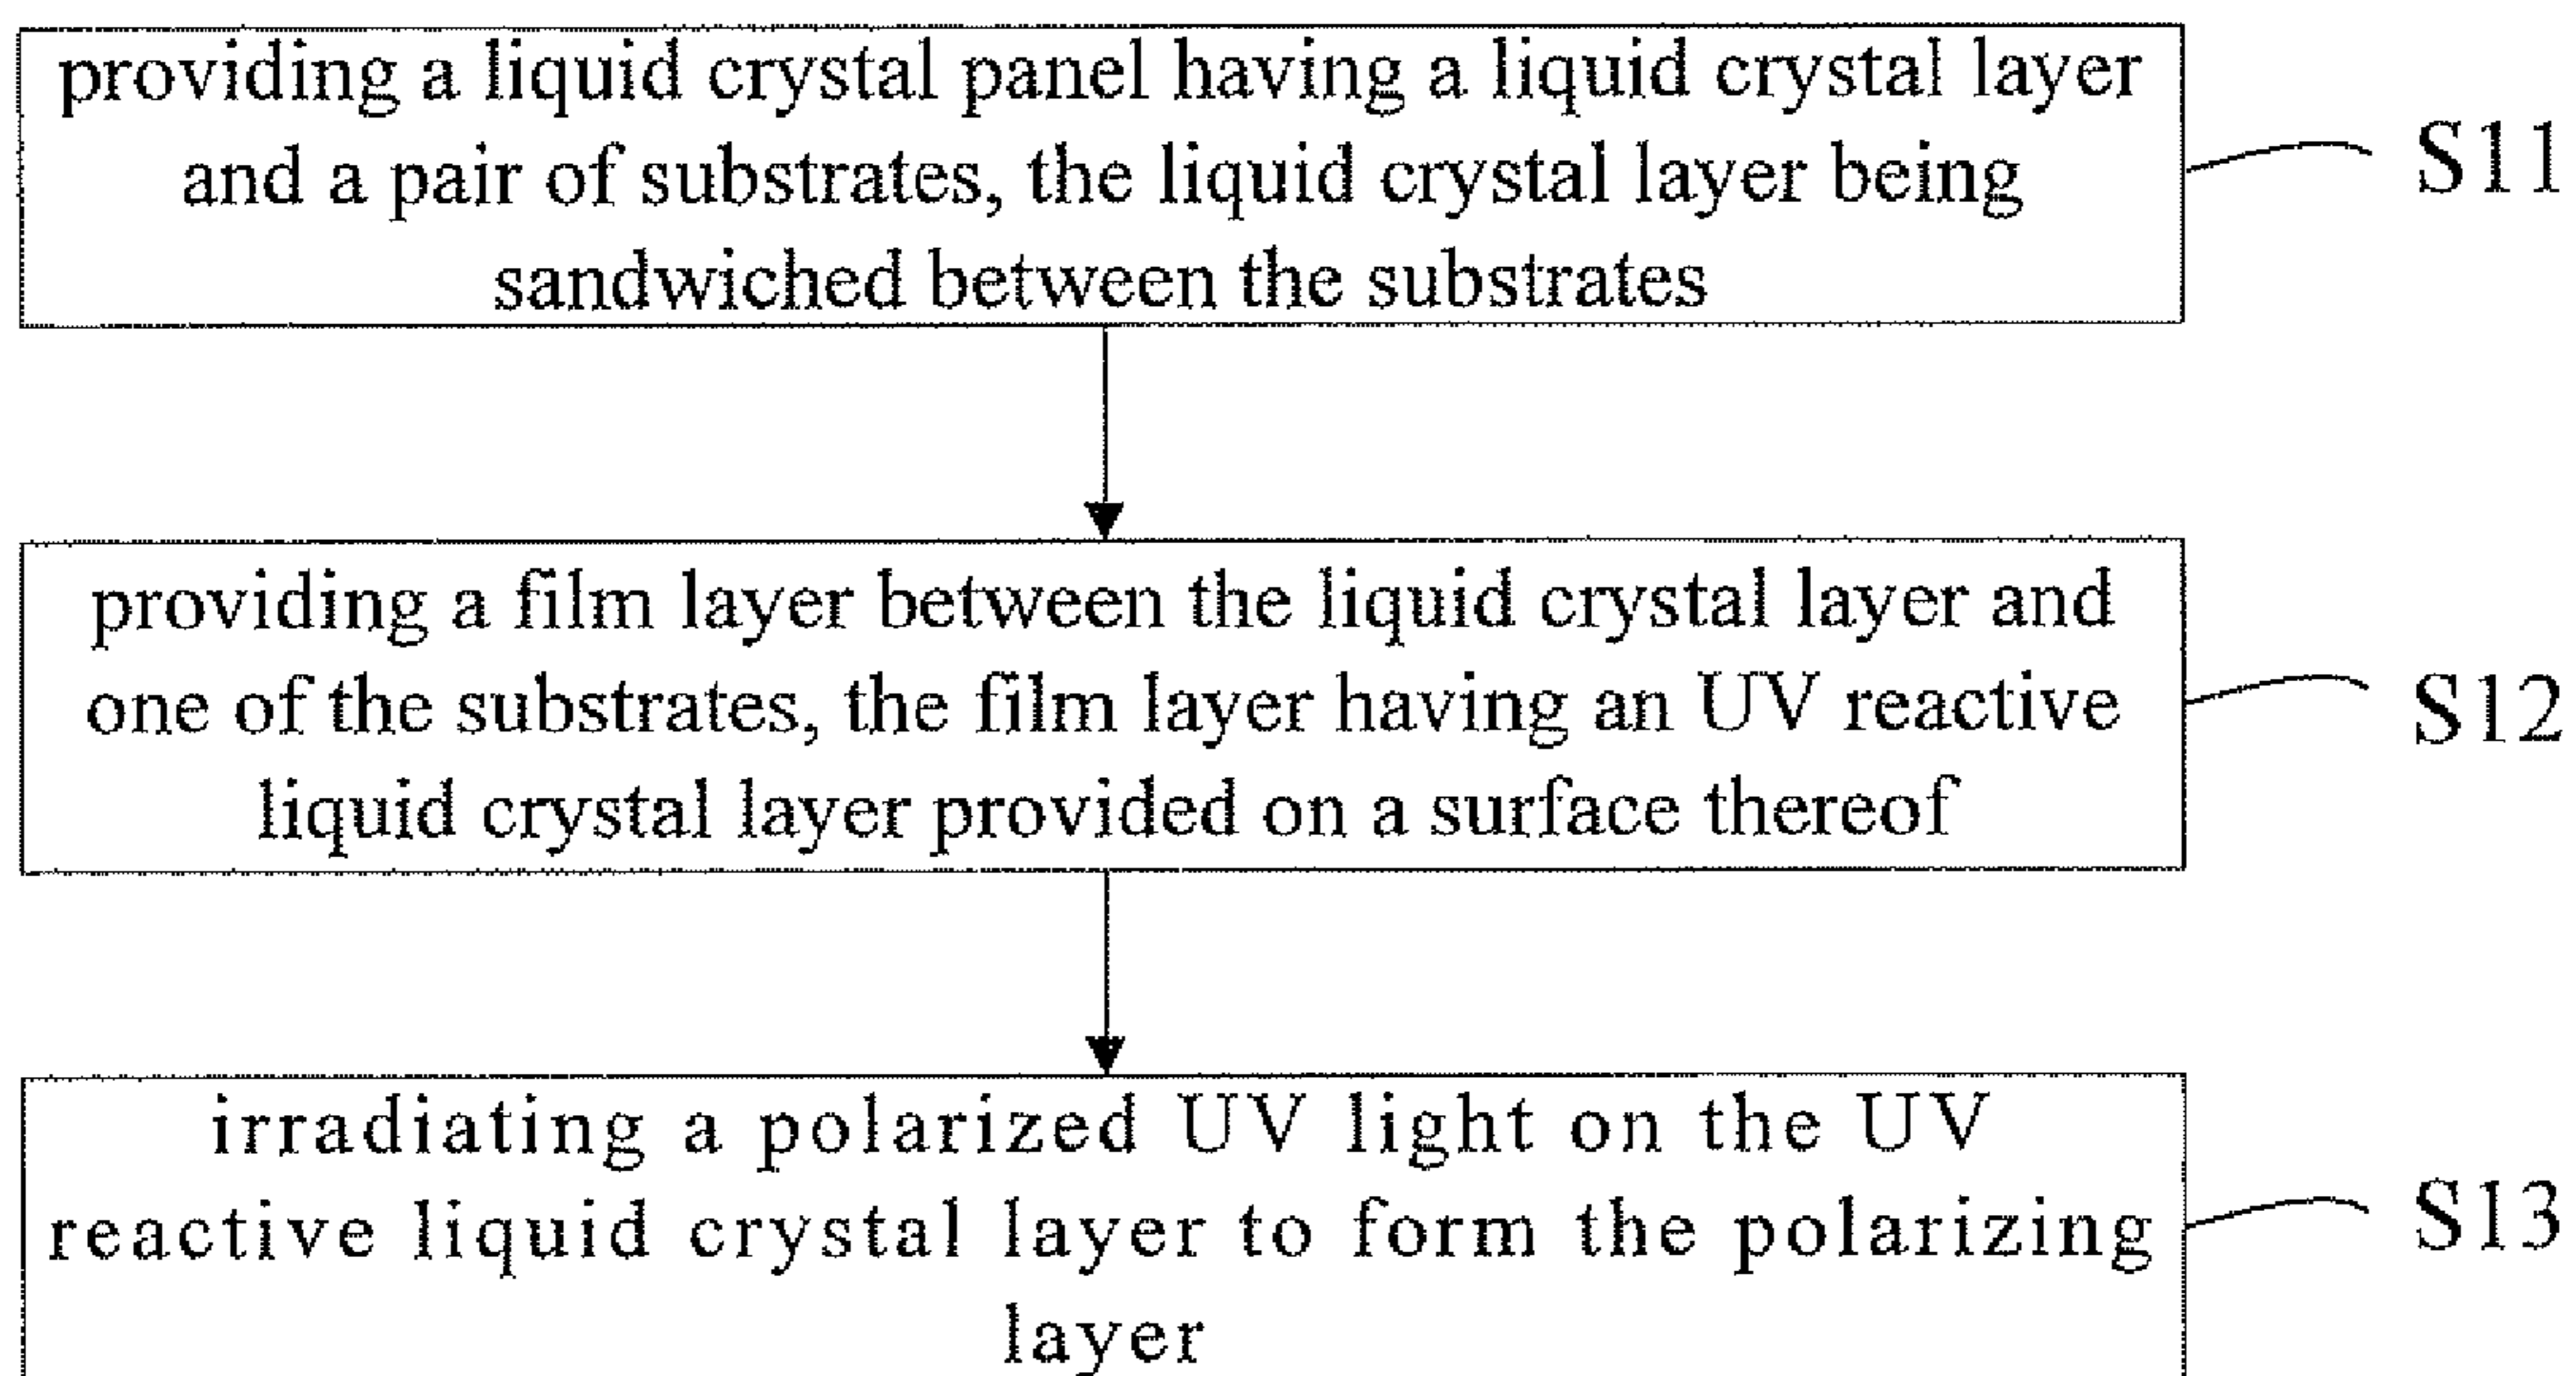 providing a liquid crystal panel having a liquid crystal layer
and a pair of substrates, the liquid crystal layer being
sandwiched between the substrates
S11
providing a film layer between the liquid crystal layer and
one of the substrates, the film layer having an UV reactive
liquid crystal layer provided on a surface thereof
S12
irradiating a polarized UV light on the UV
reactive liquid crystal layer to form the polarizing
layer
S13